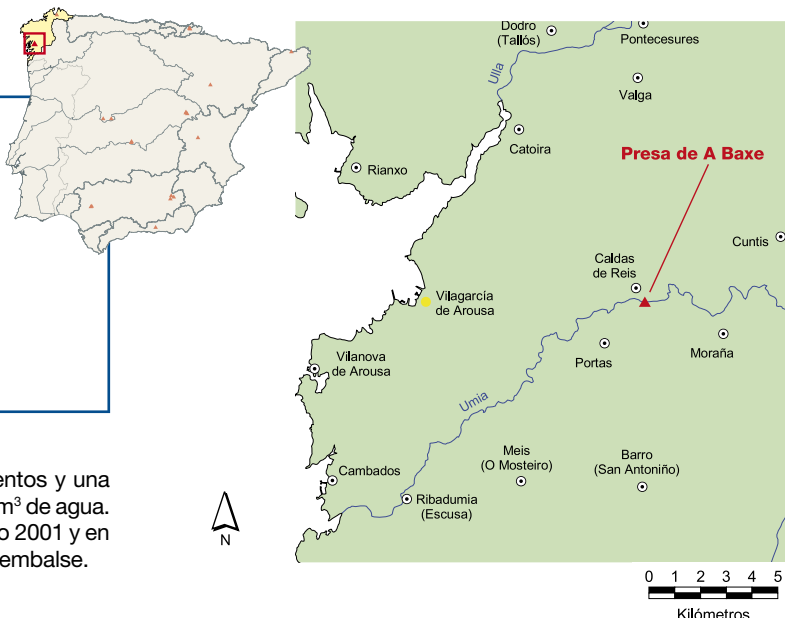 Dodro
(Tallós)
Pontecesures
Ulla
Valga
Catoira
Rianxo
Presa de A Baxe
Cuntis
Caldas
de Reis
Vilagarcía
de Arousa
Portas
Moraña
Vilanova
de Arousa
Umia
Meis
(O Mosteiro)
Barro
(San Antoniño)
Cambados
Ribadumia
(Escusa)
entos y una
m³ de agua.
o 2001 y en
embalse.
N
0 1 2 3 4 5
Kilómetros